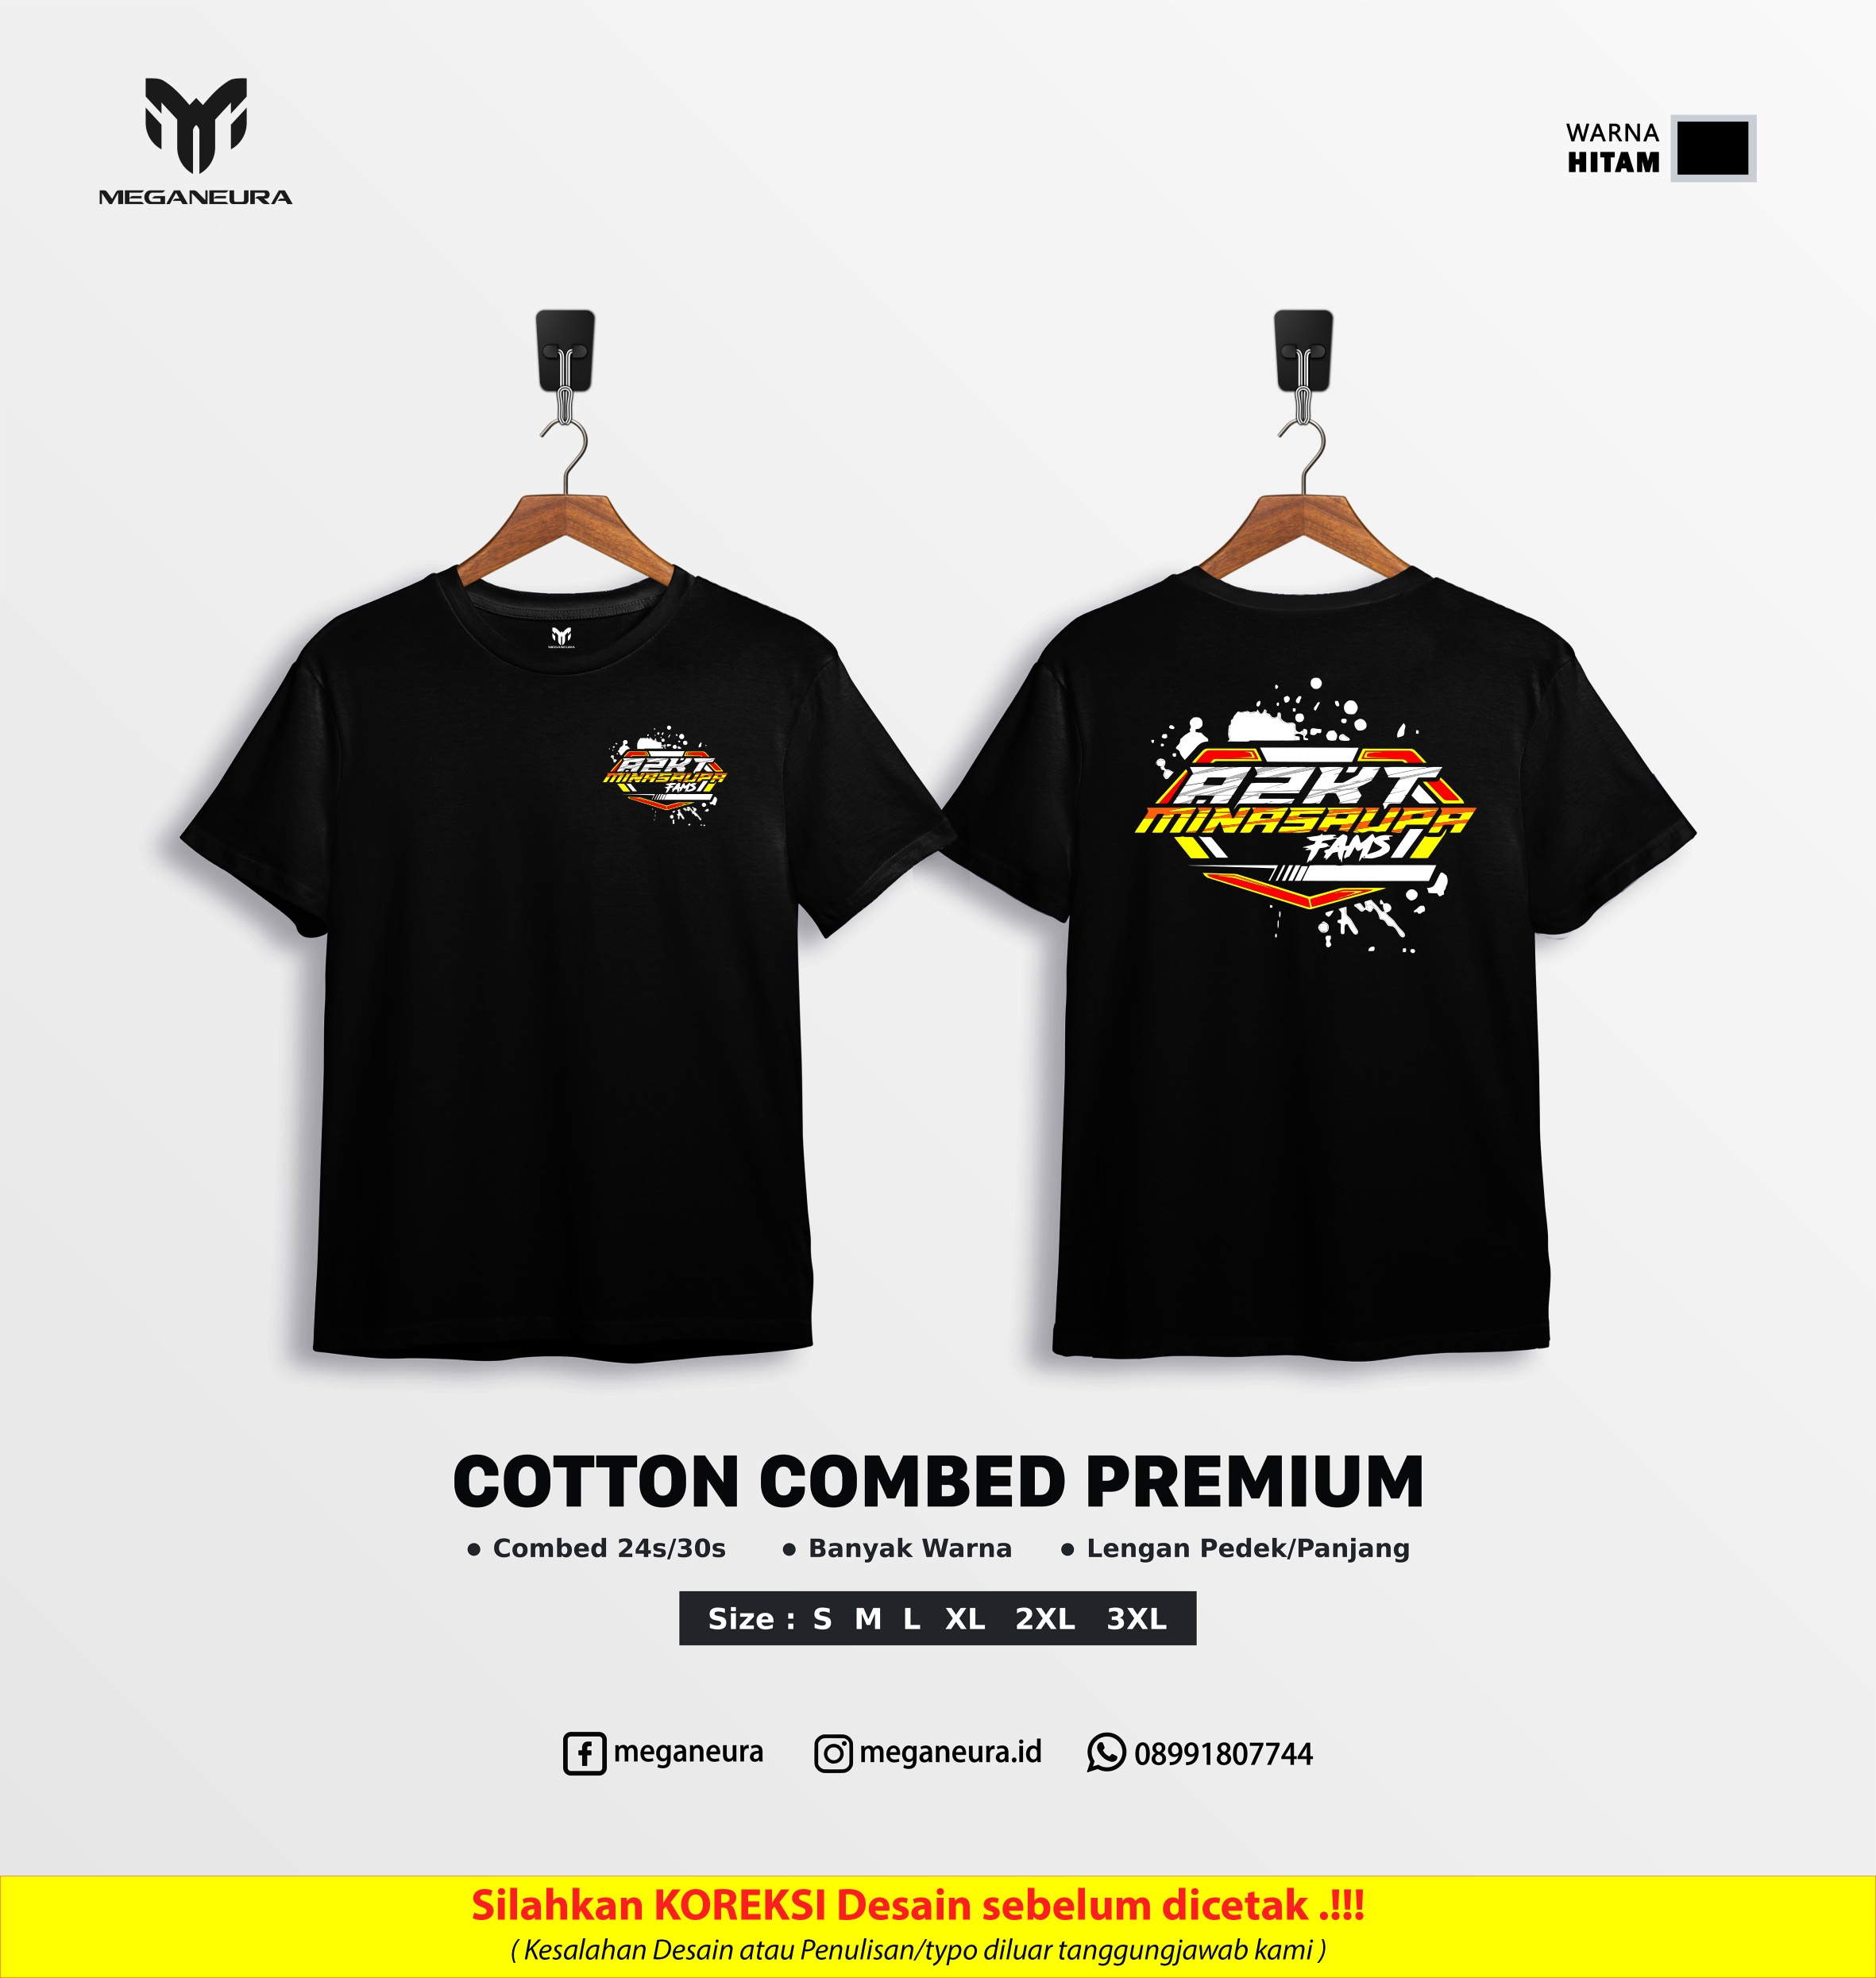 MEGANEURA
WARNA
HITAM
MEGANEURA
A2KT
MINASAUPA
FAMS
A2KT
MINASAUPA
FAMS
COTTON COMBED PREMIUM
• Combed 24s/30s • Banyak Warna • Lengan Pedek/Panjang
Size : S M L XL 2XL 3XL
meganeura meganeura.id 08991807744
Silahkan KOREKSI Desain sebelum dicetak .!!!
( Kesalahan Desain atau Penulisan/typo diluar tanggungjawab kami )